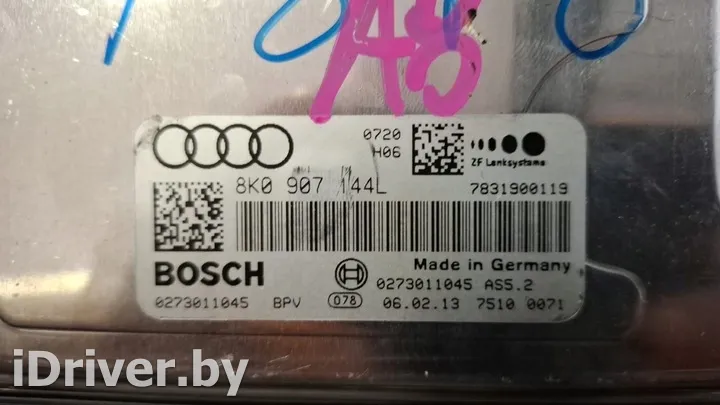 A8
0720
H06
ZF Lenksysteme
8K0 907 144L
7831900119
BOSCH
Made in Germany
0273011045 AS5.2
0273011045 BPV 078 06.02.13 7510 0071
iDriver.by